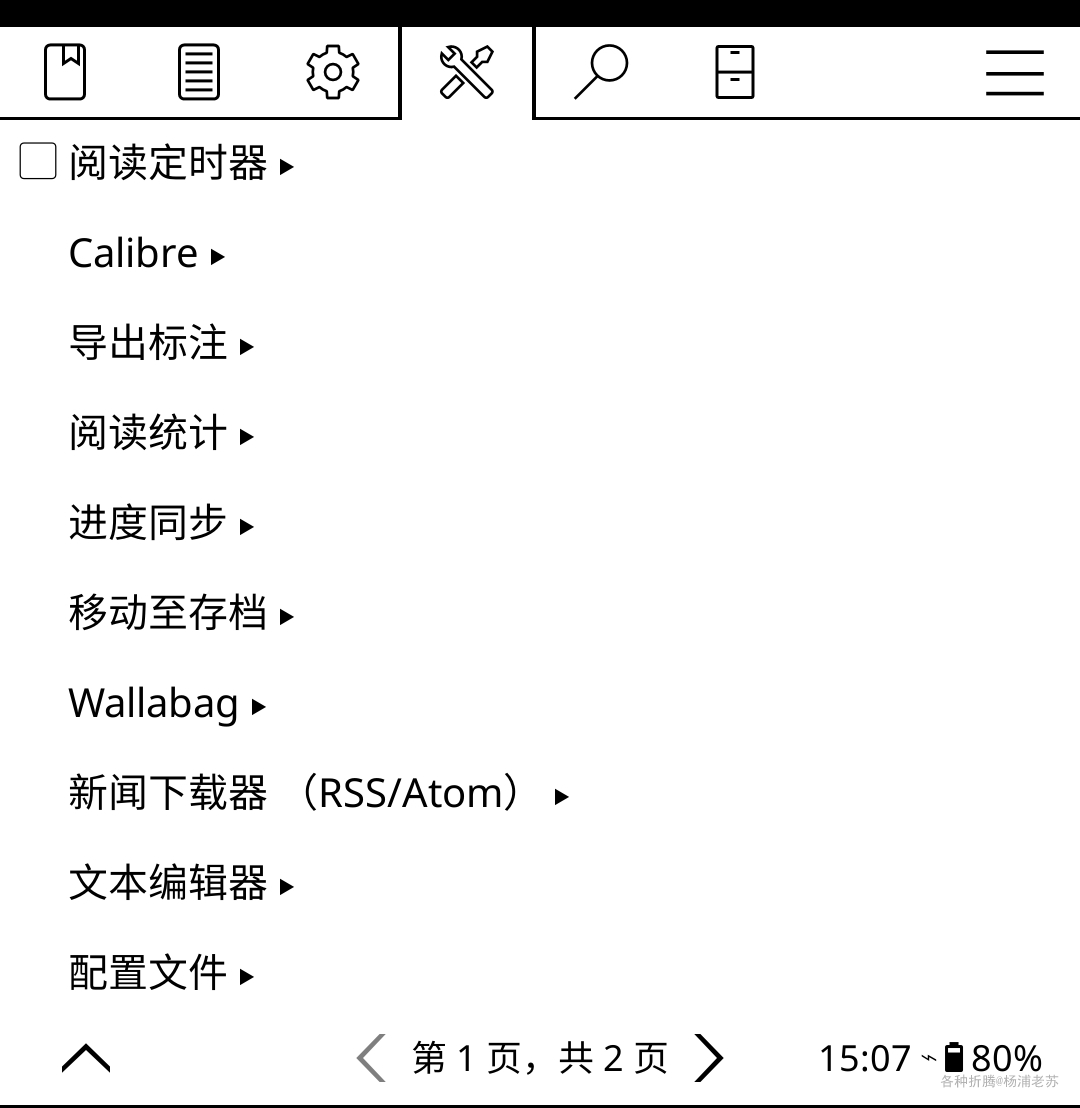 阅读定时器
Calibre
导出标注
阅读统计
进度同步
移动至存档
Wallabag
新闻下载器 （RSS/Atom）
文本编辑器
配置文件
第 1 页，共 2 页 15:07 80%
各种折腾@杨浦老苏